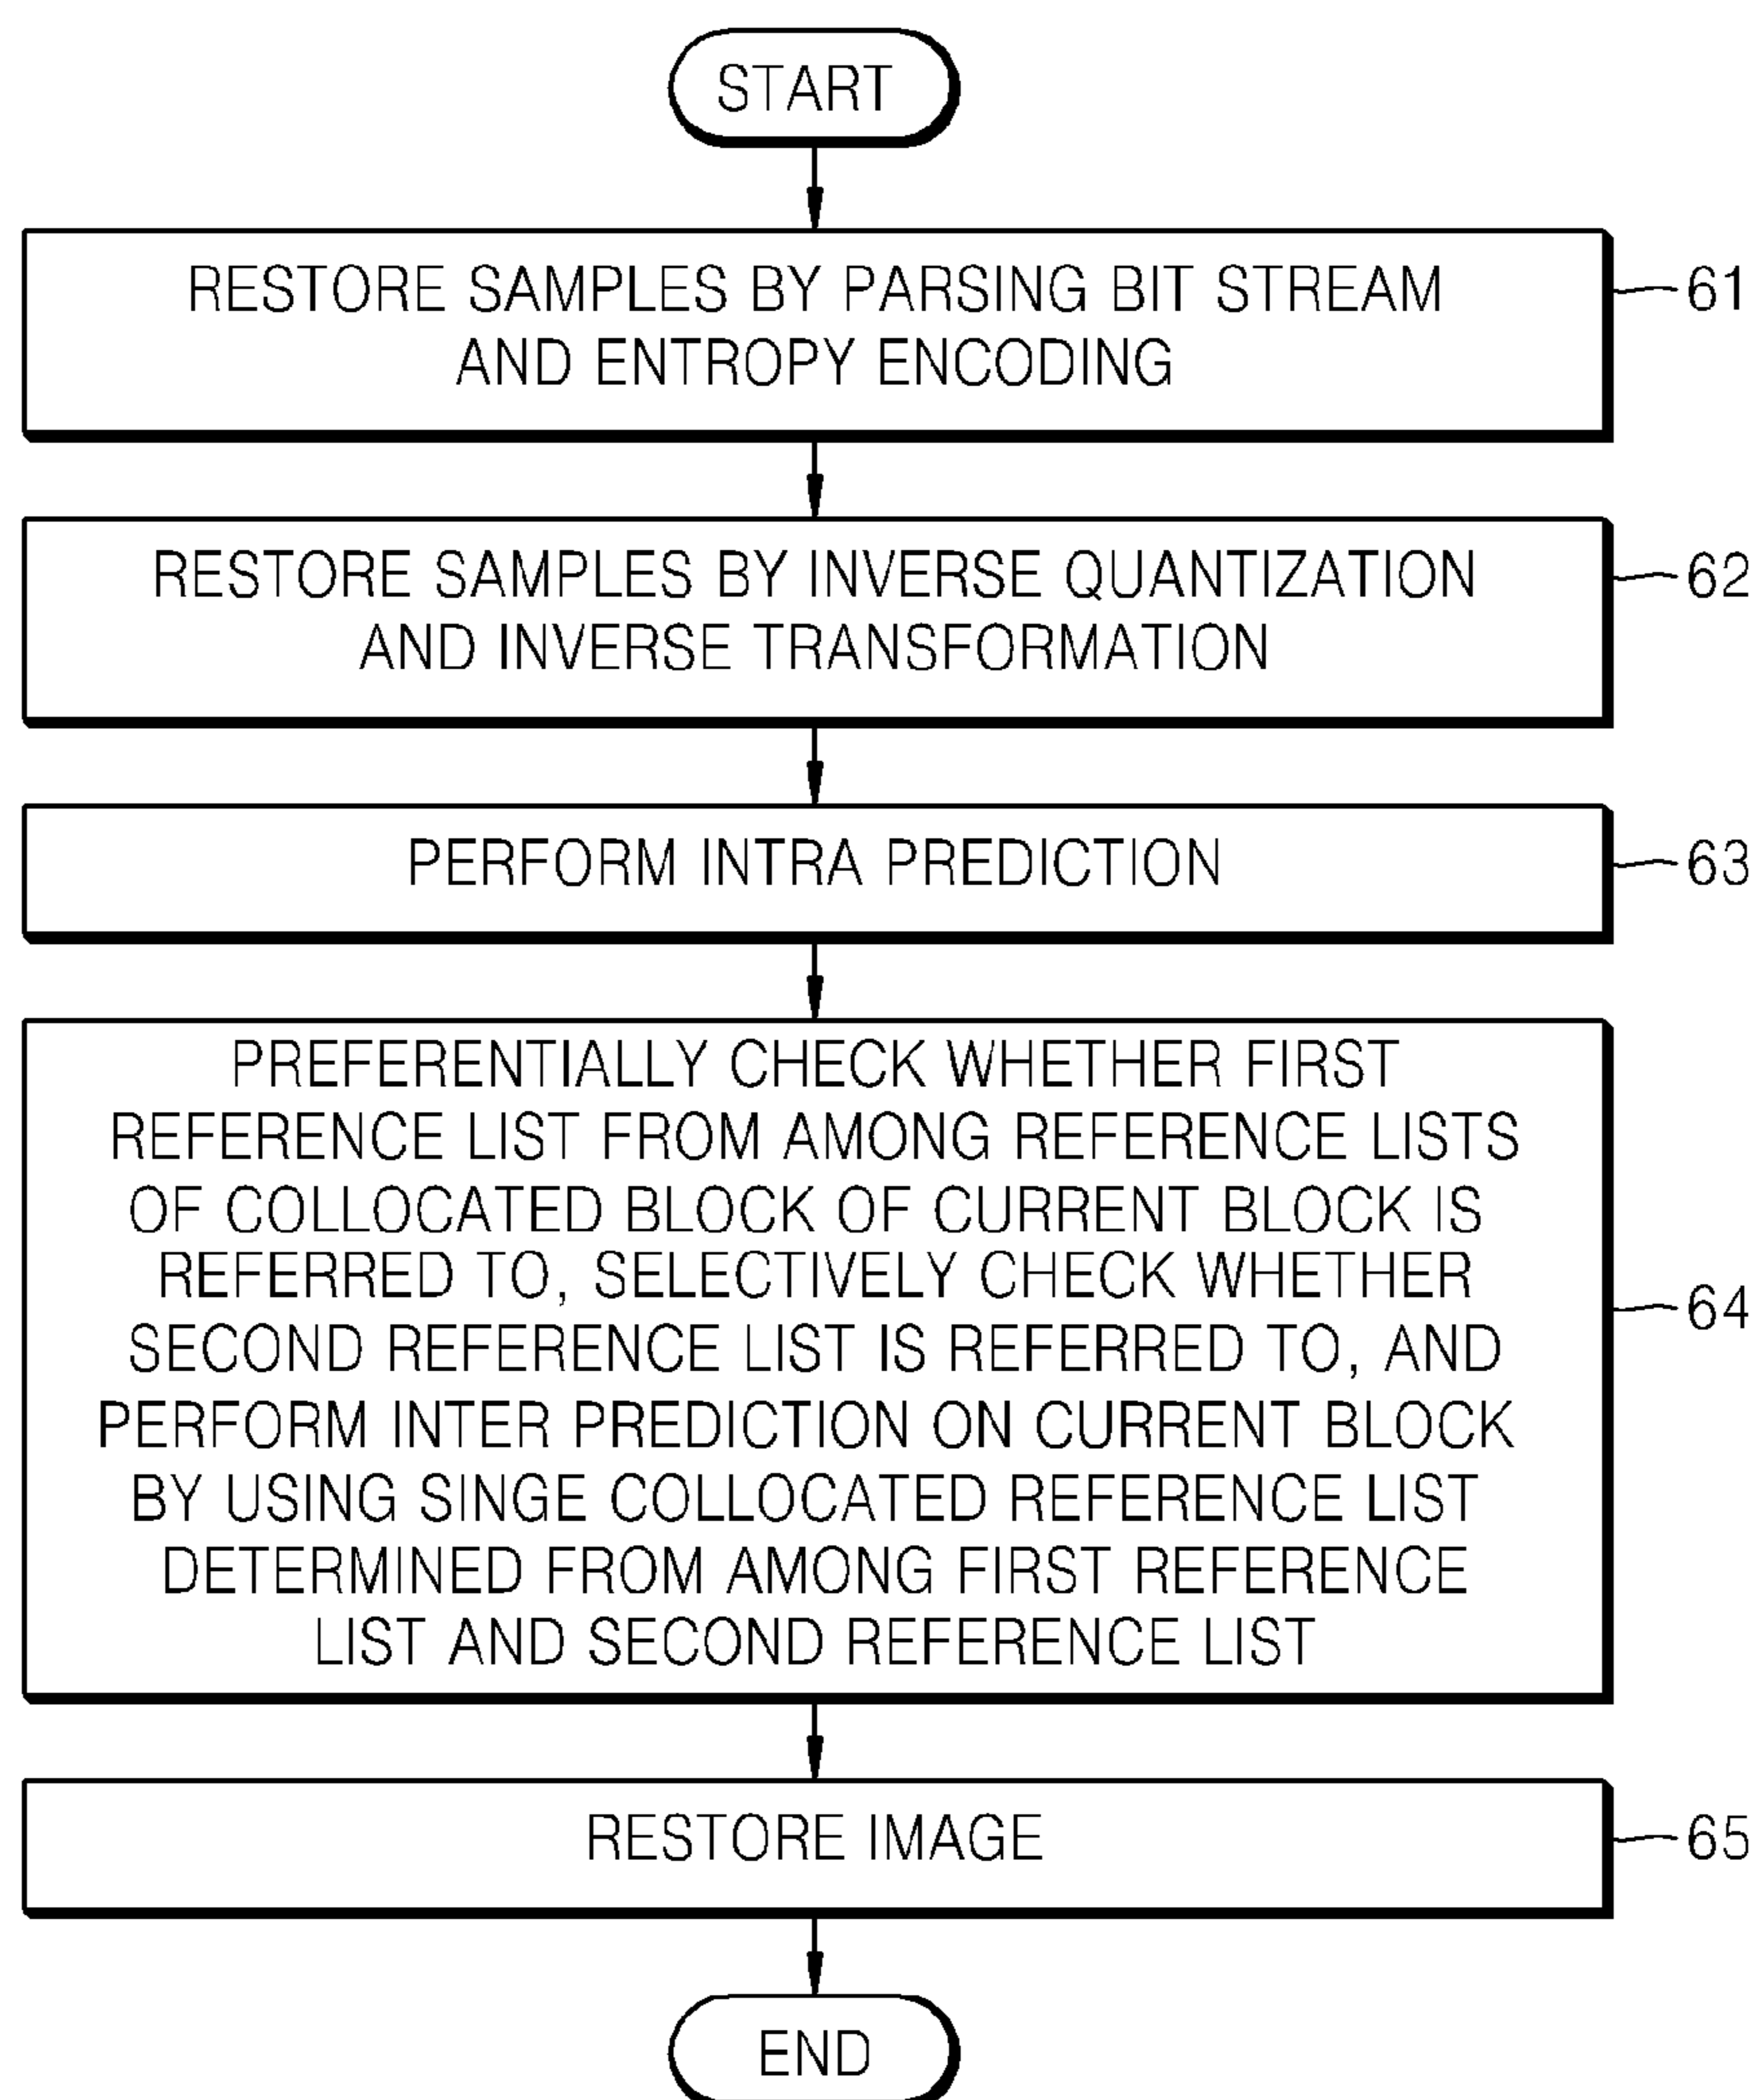 START
RESTORE SAMPLES BY PARSING BIT STREAM
AND ENTROPY ENCODING
61
RESTORE SAMPLES BY INVERSE QUANTIZATION
AND INVERSE TRANSFORMATION
62
PERFORM INTRA PREDICTION
63
PREFERENTIALLY CHECK WHETHER FIRST
REFERENCE LIST FROM AMONG REFERENCE LISTS
OF COLLOCATED BLOCK OF CURRENT BLOCK IS
REFERRED TO, SELECTIVELY CHECK WHETHER
SECOND REFERENCE LIST IS REFERRED TO, AND
PERFORM INTER PREDICTION ON CURRENT BLOCK
BY USING SINGE COLLOCATED REFERENCE LIST
DETERMINED FROM AMONG FIRST REFERENCE
LIST AND SECOND REFERENCE LIST
64
RESTORE IMAGE
65
END